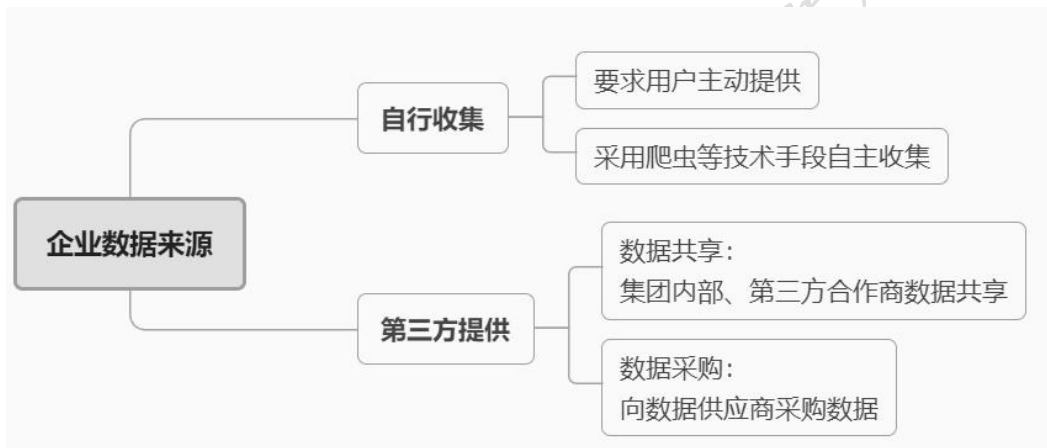 企业数据来源
自行收集
要求用户主动提供
采用爬虫等技术手段自主收集
第三方提供
数据共享：
集团内部、第三方合作商数据共享
数据采购：
向数据供应商采购数据